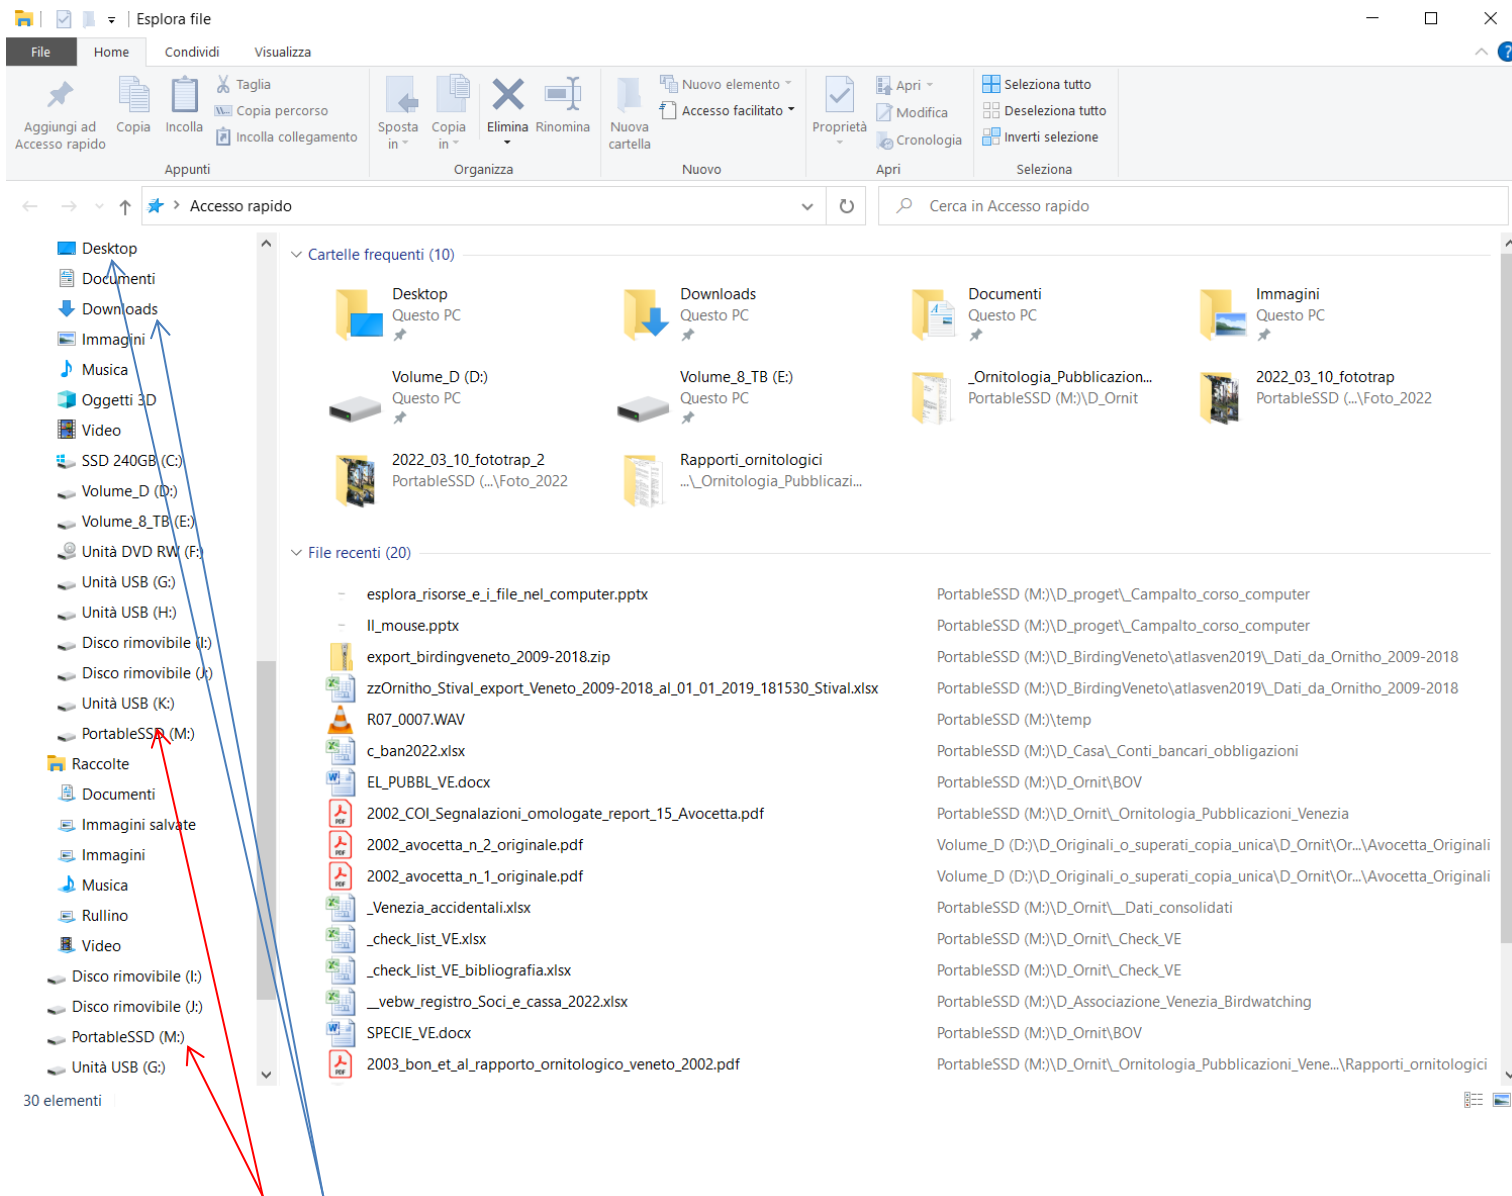 Esplora file
File Home Condividi Visualizza
Aggiungi ad
Accesso rapido
Copia
Incolla
Taglia
Copia percorso
Incolla collegamento
Appunti
Sposta
in
Copia
in
Elimina
Rinomina
Organizza
Nuova
cartella
Nuovo elemento
Accesso facilitato
Nuovo
Proprietà
Apri
Modifica
Cronologia
Apri
Seleziona tutto
Deseleziona tutto
Inverti selezione
Seleziona
Accesso rapido
Cerca in Accesso rapido
Desktop
Documenti
Downloads
Immagini
Musica
Oggetti 3D
Video
SSD 240GB (C:)
Volume_D (D:)
Volume_8_TB (E:)
Unità DVD RW (F:)
Unità USB (G:)
Unità USB (H:)
Disco rimovibile (I:)
Disco rimovibile (J:)
Unità USB (K:)
PortableSSD (M:)
Raccolte
Documenti
Immagini salvate
Immagini
Musica
Rullino
Video
Disco rimovibile (I:)
Disco rimovibile (J:)
PortableSSD (M:)
Unità USB (G:)
30 elementi
Cartelle frequenti (10)
Desktop
Questo PC
Downloads
Questo PC
Documenti
Questo PC
Immagini
Questo PC
Volume_D (D:)
Questo PC
Volume_8_TB (E:)
Questo PC
_Ornitologia_Pubblicazion...
PortableSSD (M:)\D_Ornit
2022_03_10_fototrap
PortableSSD (...\Foto_2022
2022_03_10_fototrap_2
PortableSSD (...\Foto_2022
Rapporti_ornitologici
...\_Ornitologia_Pubblicazi...
File recenti (20)
esplora_risorse_e_i_file_nel_computer.pptx PortableSSD (M:)\D_proget\_Campalto_corso_computer
Il_mouse.pptx PortableSSD (M:)\D_proget\_Campalto_corso_computer
export_birdingveneto_2009-2018.zip PortableSSD (M:)\D_BirdingVeneto\atlasven2019\_Dati_da_Ornitho_2009-2018
zzOrnitho_Stival_export_Veneto_2009-2018_al_01_01_2019_181530_Stival.xlsx PortableSSD (M:)\D_BirdingVeneto\atlasven2019\_Dati_da_Ornitho_2009-2018
R07_0007.WAV PortableSSD (M:)\temp
c_ban2022.xlsx PortableSSD (M:)\D_Casa\_Conti_bancari_obbligazioni
EL_PUBBL_VE.docx PortableSSD (M:)\D_Ornit\BOV
2002_COI_Segnalazioni_omologate_report_15_Avocetta.pdf PortableSSD (M:)\D_Ornit\_Ornitologia_Pubblicazioni_Venezia
2002_avocetta_n_2_originale.pdf Volume_D (D:)\D_Originali_o_superati_copia_unica\D_Ornit\Or...\Avocetta_Originali
2002_avocetta_n_1_originale.pdf Volume_D (D:)\D_Originali_o_superati_copia_unica\D_Ornit\Or...\Avocetta_Originali
_Venezia_accidentali.xlsx PortableSSD (M:)\D_Ornit\__Dati_consolidati
_check_list_VE.xlsx PortableSSD (M:)\D_Ornit\_Check_VE
_check_list_VE_bibliografia.xlsx PortableSSD (M:)\D_Ornit\_Check_VE
__vebw_registro_Soci_e_cassa_2022.xlsx PortableSSD (M:)\D_Associazione_Venezia_Birdwatching
SPECIE_VE.docx PortableSSD (M:)\D_Ornit\BOV
2003_bon_et_al_rapporto_ornitologico_veneto_2002.pdf PortableSSD (M:)\D_Ornit\_Ornitologia_Pubblicazioni_Vene...\Rapporti_ornitologici